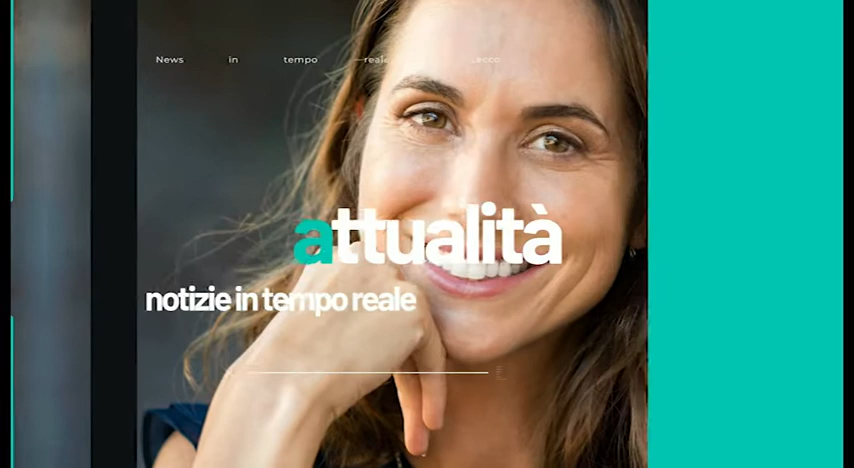 News in tempo reale
attualità
notizie in tempo reale